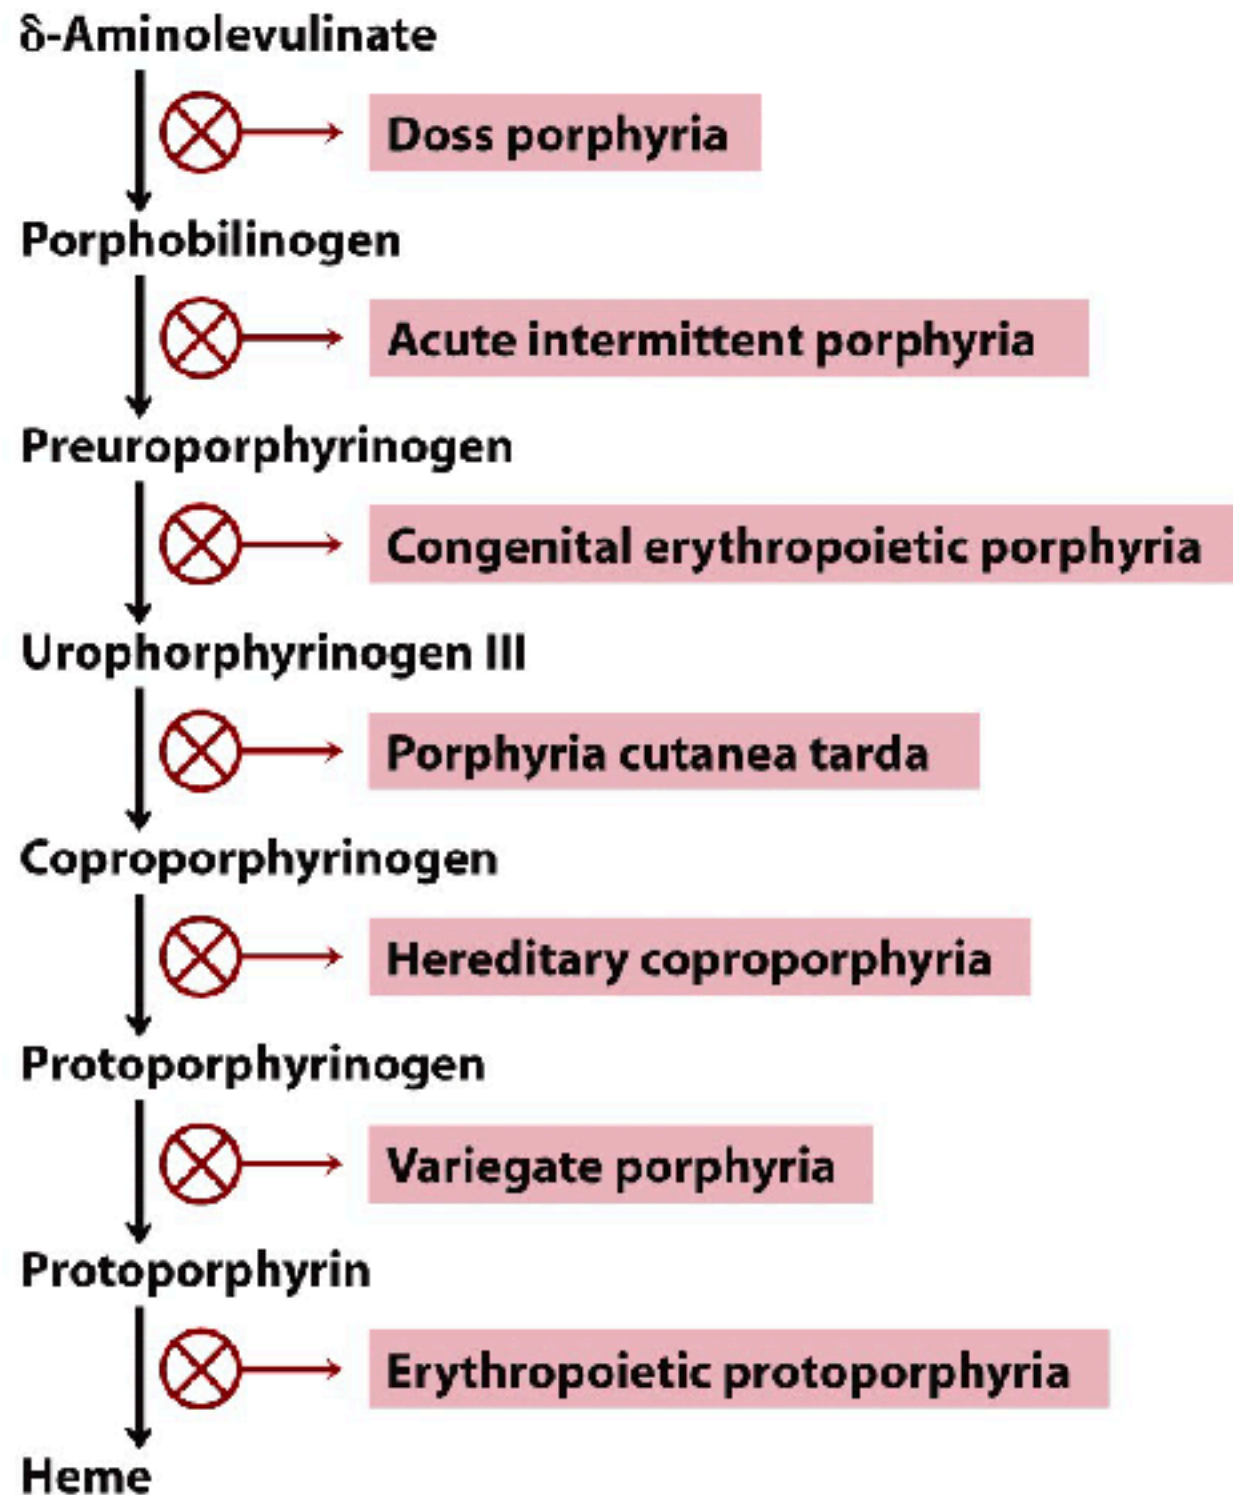 δ-Aminolevulinate
Doss porphyria
Porphobilinogen
Acute intermittent porphyria
Preuroporphyrinogen
Congenital erythropoietic porphyria
Urophorphyrinogen III
Porphyria cutanea tarda
Coproporphyrinogen
Hereditary coproporphyria
Protoporphyrinogen
Variegate porphyria
Protoporphyrin
Erythropoietic protoporphyria
Heme